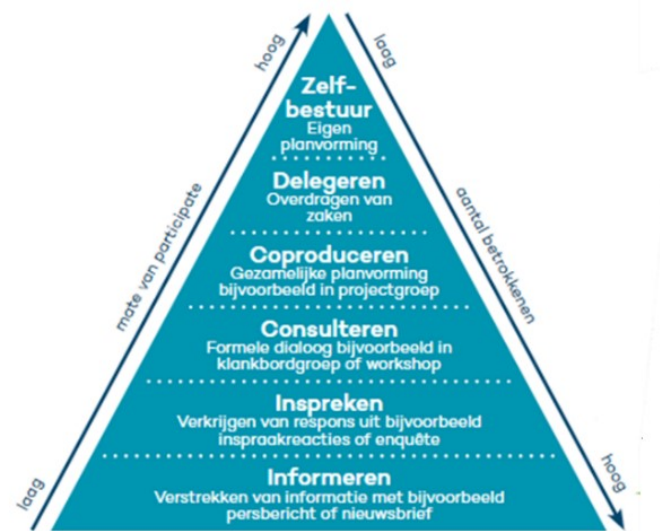 hoog
laag
Zelf-
bestuur
Eigen
planvorming
Delegeren
Overdragen van
zaken
mate van participate
aantal betrokkenen
Coproduceren
Gezamelijke planvorming
bijvoorbeeld in projectgroep
Consulteren
Formele dialoog bijvoorbeeld in
klankbordgroep of workshop
Inspreken
Verkrijgen van respons uit bijvoorbeeld
inspraakreacties of enquête
laag
hoog
Informeren
Verstrekken van informatie met bijvoorbeeld
persbericht of nieuwsbrief